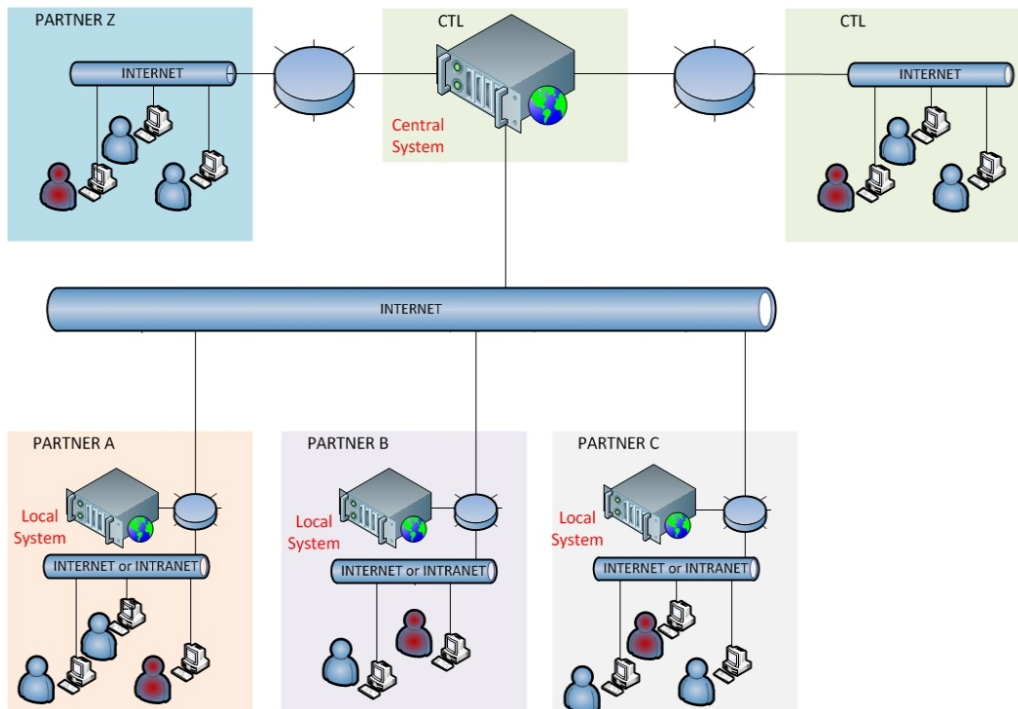 PARTNER Z
CTL
CTL
INTERNET
INTERNET
Central
System
INTERNET
PARTNER A
PARTNER B
PARTNER C
Local
System
Local
System
Local
System
INTERNET or INTRANET
INTERNET or INTRANET
INTERNET or INTRANET